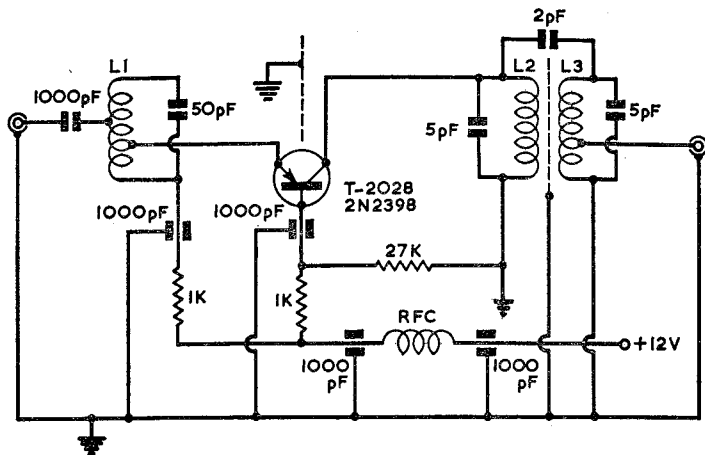 2pF
L1
L2
L3
1000pF
50pF
5pF
5pF
T-2028
2N2398
1000pF
1000pF
27K
1K
1K
RFC
+12V
1000
pF
1000
pF